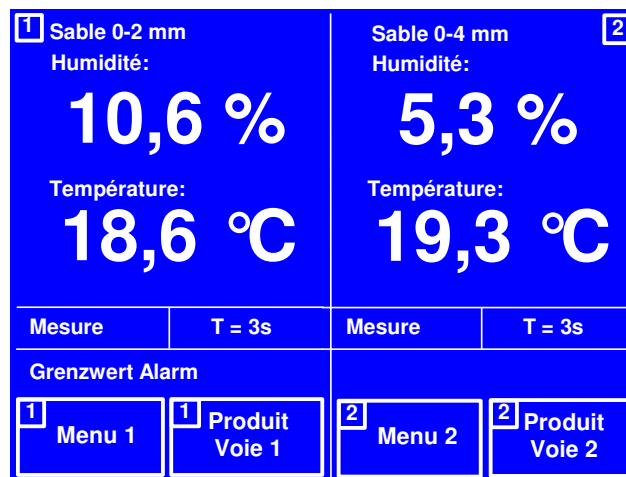 1 Sable 0-2 mm
Humidité:
10,6 %
Température:
18,6 °C
Mesure
T = 3s
Grenzwert Alarm
1 Menu 1
1 Produit
Voie 1
Sable 0-4 mm 2
Humidité:
5,3 %
Température:
19,3 °C
Mesure
T = 3s
2 Menu 2
2 Produit
Voie 2